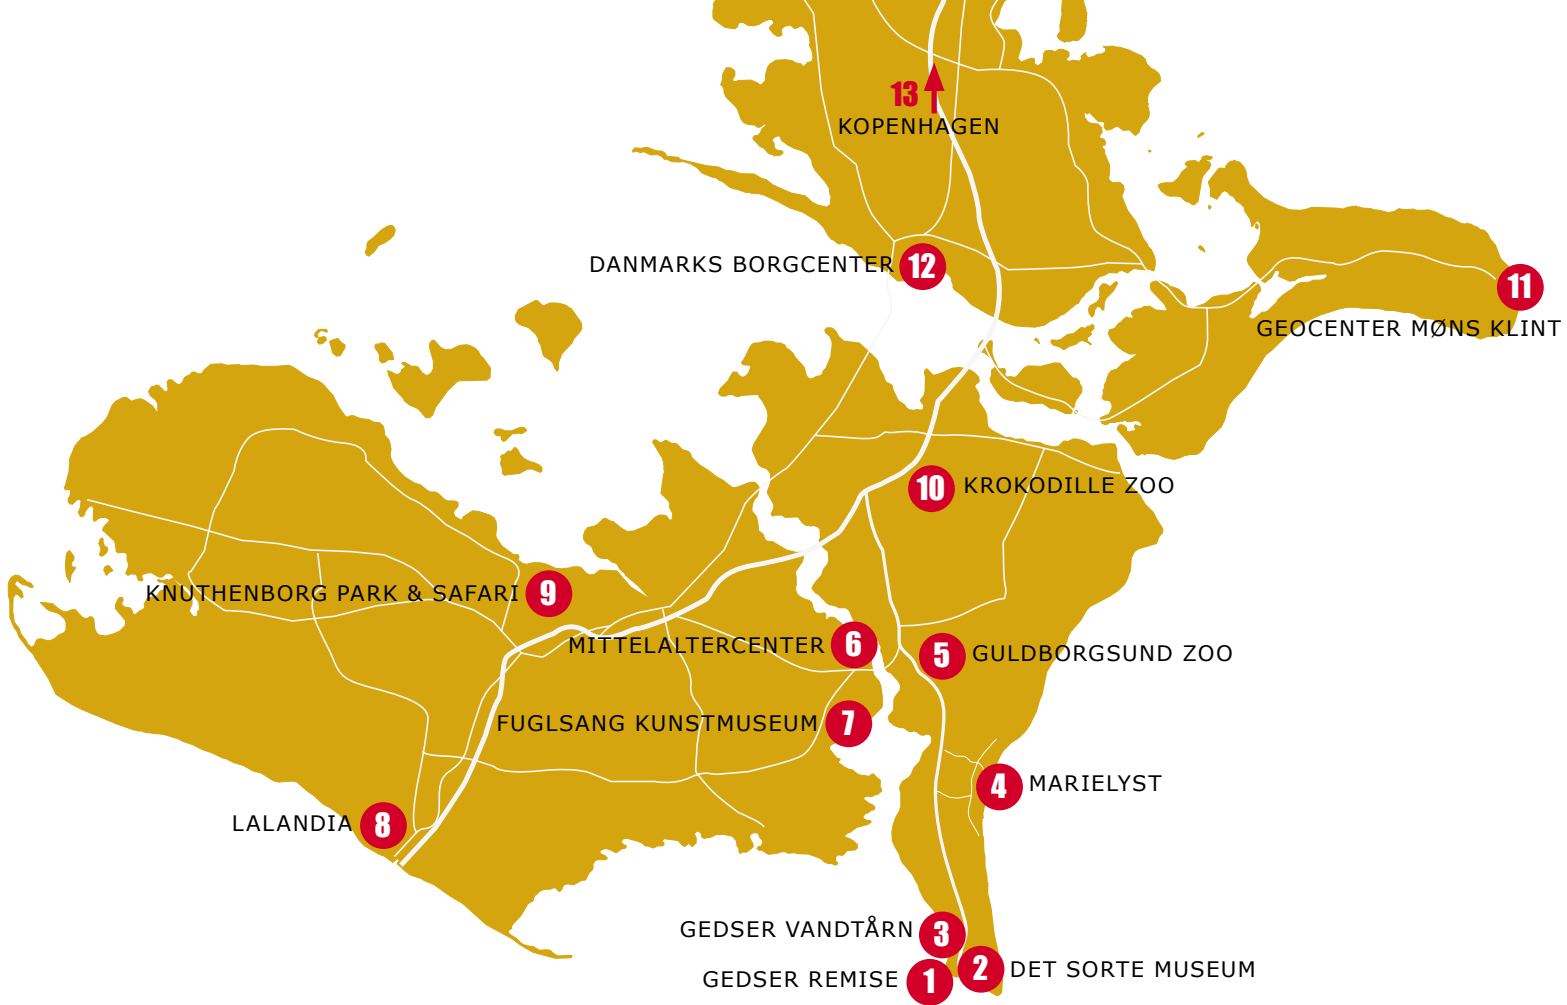 13
KOPENHAGEN
DANMARKS BORGCENTER 12
11
GEOCENTER MØNS KLINT
10 KROKODILLE ZOO
KNUTHENBORG PARK & SAFARI 9
MITTELALTERCENTER 6
5 GULDBORGSUND ZOO
FUGLSANG KUNSTMUSEUM 7
4 MARIELYST
LALANDIA 8
GEDSER VANDTÅRN 3
2 DET SORTE MUSEUM
GEDSER REMISE 1